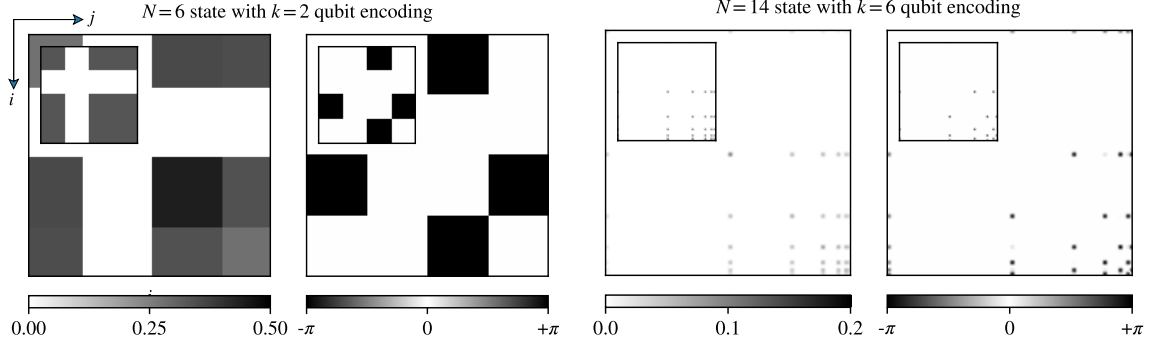 j
i
N = 6 state with k = 2 qubit encoding
N = 14 state with k = 6 qubit encoding
0.00 0.25 0.50
-π 0 +π
0.0 0.1 0.2
-π 0 +π